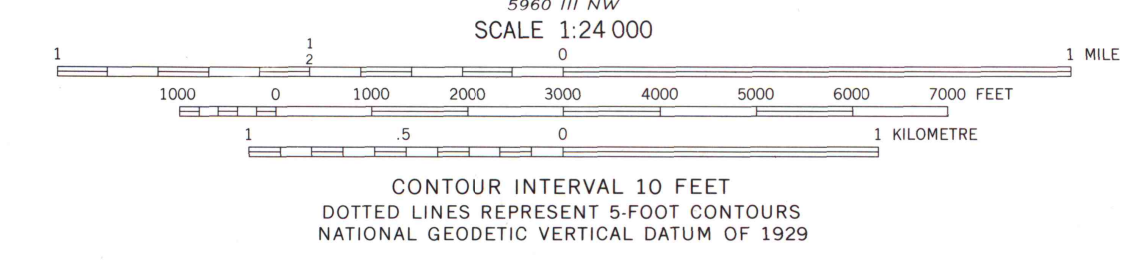 5960 III NW
SCALE 1:24 000
1 1 2 0 1 MILE
1000 0 1000 2000 3000 4000 5000 6000 7000 FEET
1 .5 0 1 KILOMETRE
CONTOUR INTERVAL 10 FEET
DOTTED LINES REPRESENT 5-FOOT CONTOURS
NATIONAL GEODETIC VERTICAL DATUM OF 1929